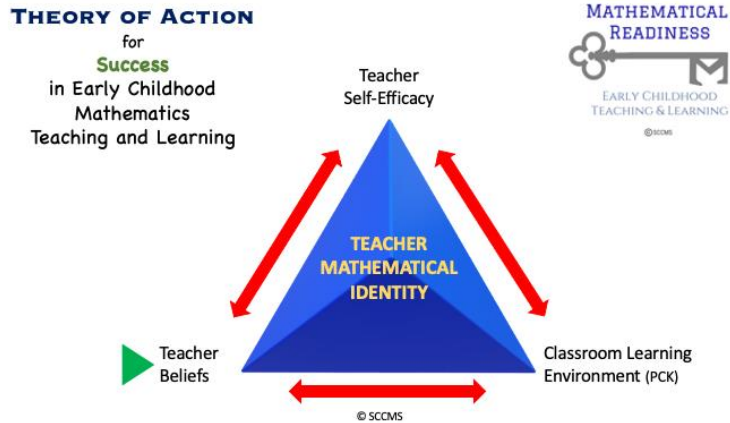 THEORY OF ACTION
for
Success
in Early Childhood
Mathematics
Teaching and Learning
MATHEMATICAL
READINESS
EARLY CHILDHOOD
TEACHING & LEARNING
©SCCMS
Teacher
Self-Efficacy
TEACHER
MATHEMATICAL
IDENTITY
Teacher
Beliefs
Classroom Learning
Environment (PCK)
© SCCMS